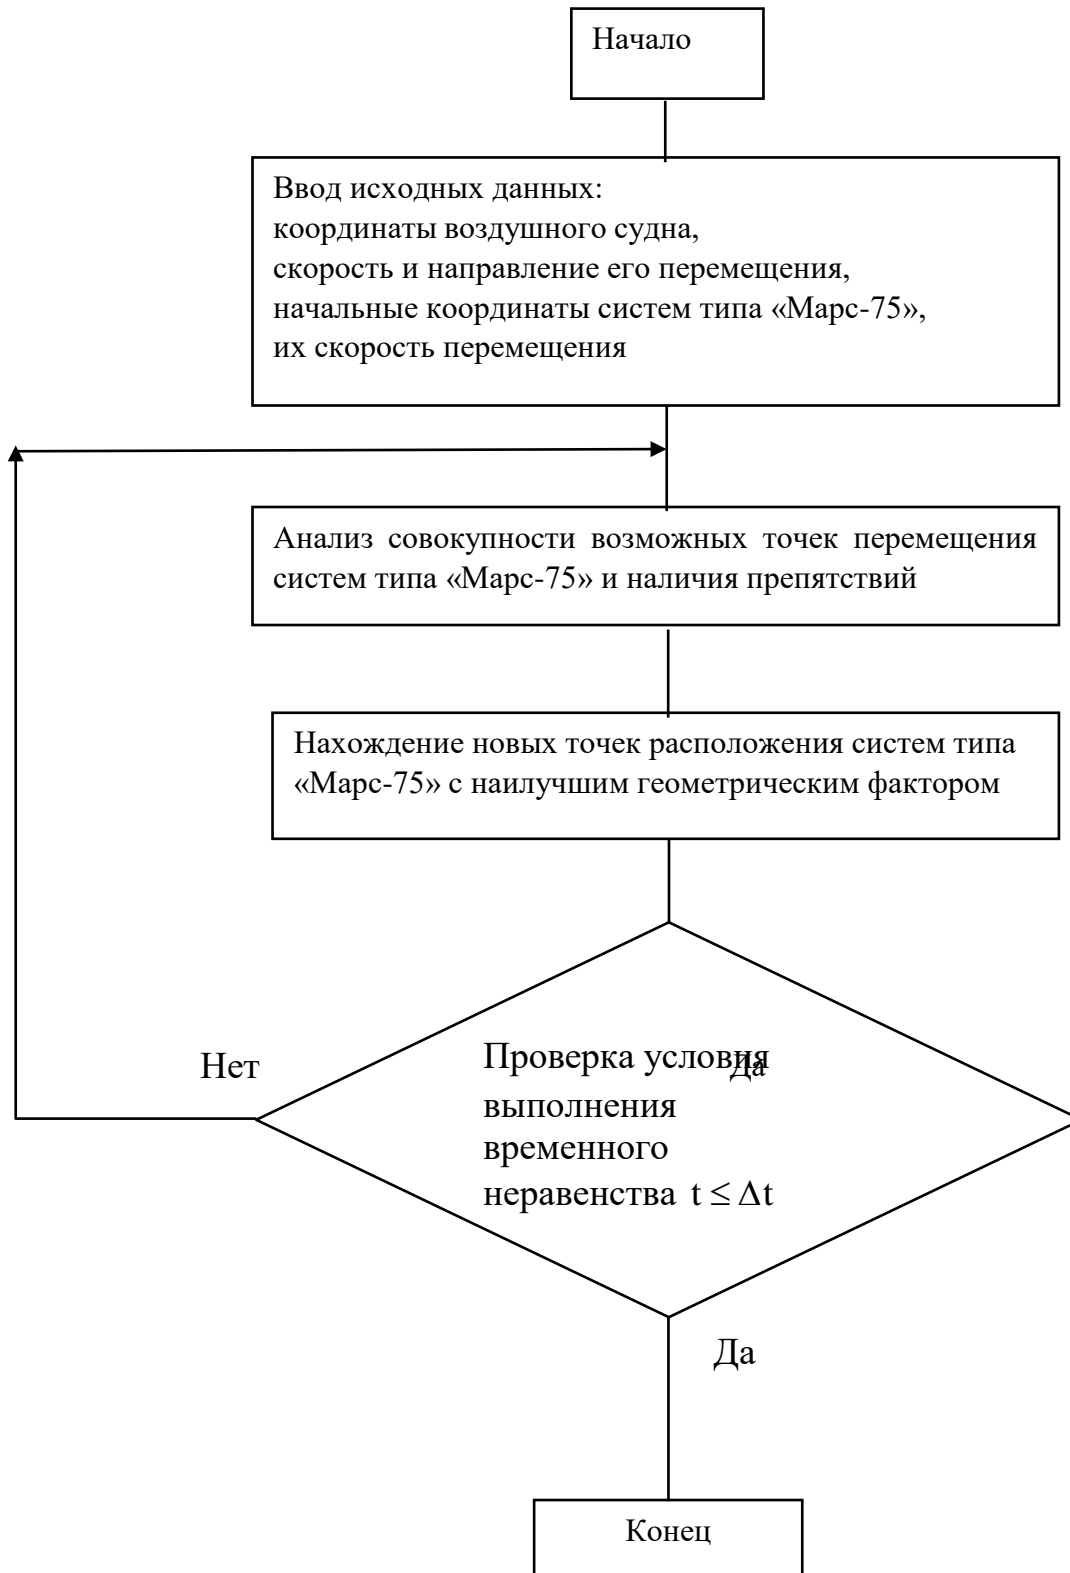 Начало
Ввод исходных данных:
координаты воздушного судна,
скорость и направление его перемещения,
начальные координаты систем типа «Марс-75»,
их скорость перемещения
Анализ совокупности возможных точек перемещения
систем типа «Марс-75» и наличия препятствий
Нахождение новых точек расположения систем типа
«Марс-75» с наилучшим геометрическим фактором
Нет
Проверка условия
Да
выполнения
временного
неравенства t ≤ Δt
Да
Конец